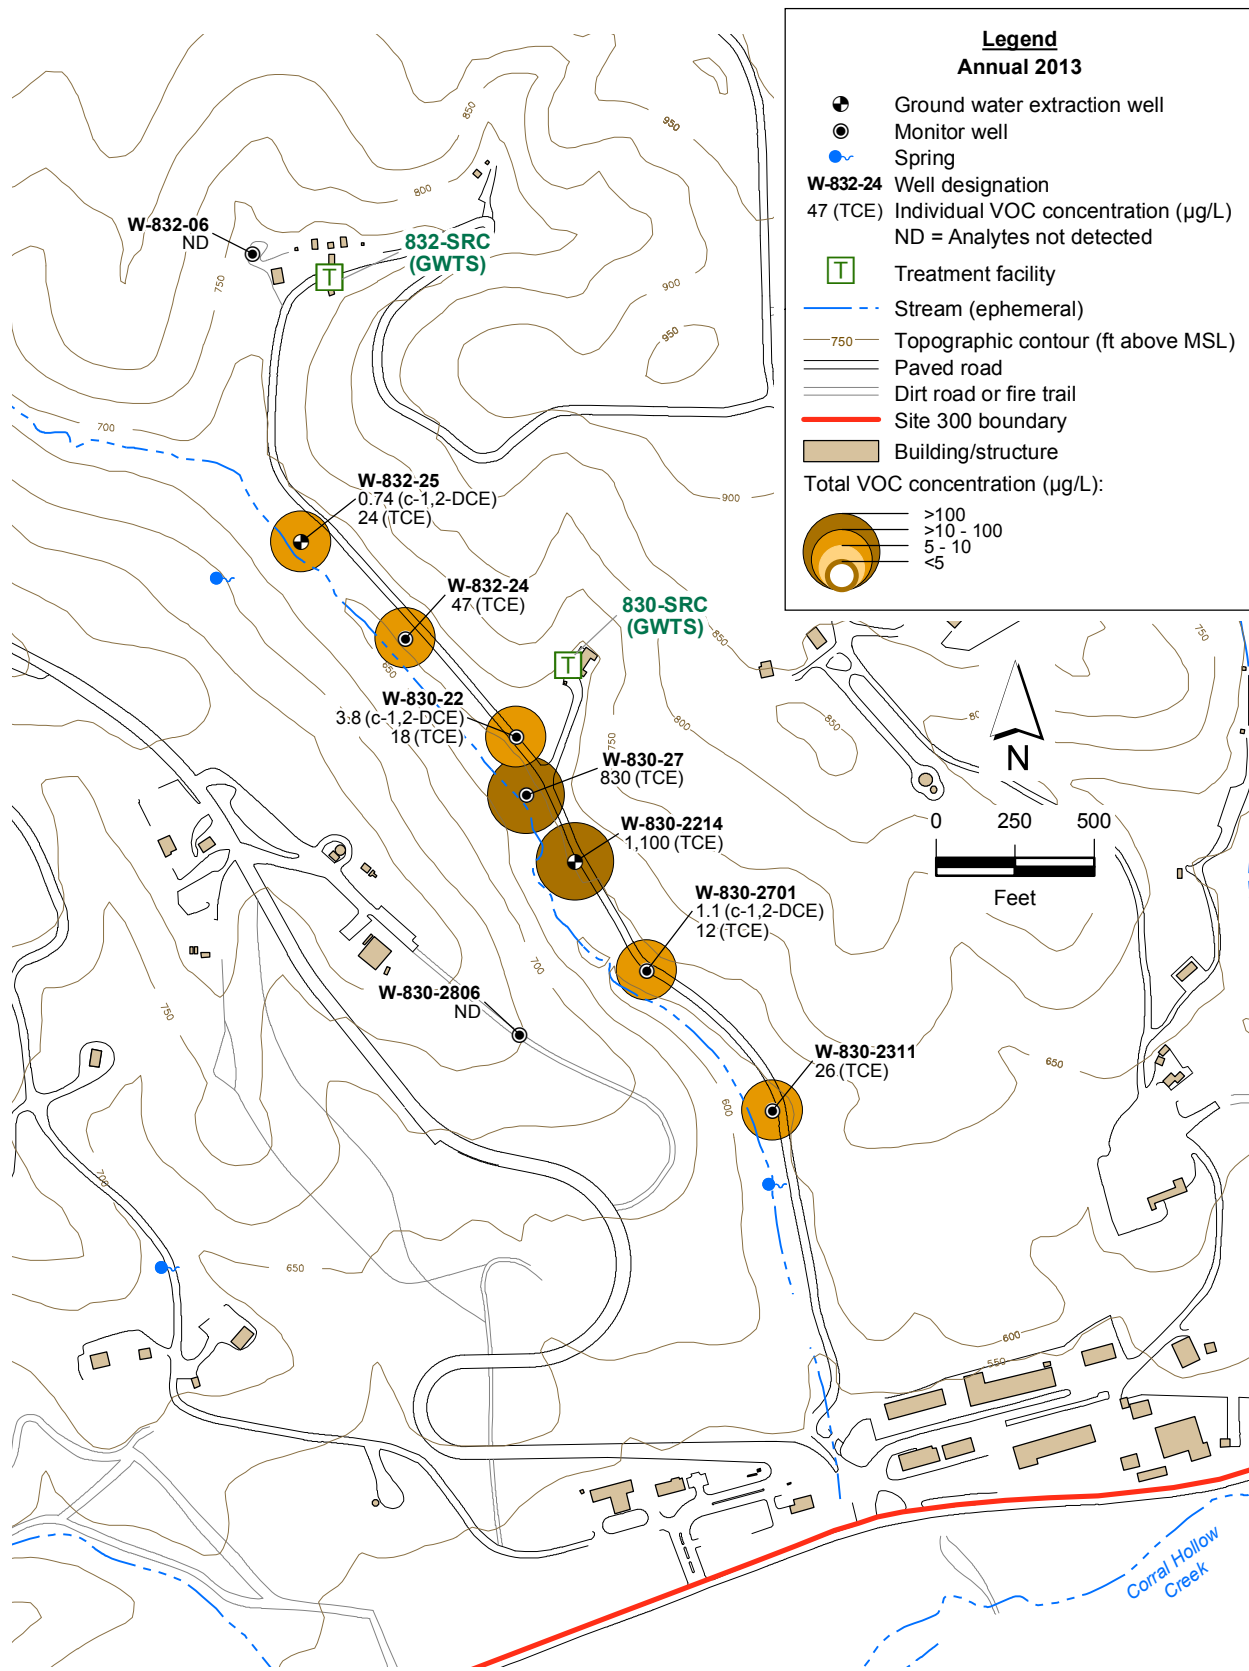 Legend
Annual 2013
Ground water extraction well
Monitor well
Spring
W-832-24 Well designation
47 (TCE) Individual VOC concentration (µg/L)
ND = Analytes not detected
T Treatment facility
Stream (ephemeral)
750 Topographic contour (ft above MSL)
Paved road
Dirt road or fire trail
Site 300 boundary
Building/structure
Total VOC concentration (µg/L):
>100
>10 - 100
5 - 10
<5
850
950
800
W-832-06
ND
832-SRC
(GWTS)
T
750
900
950
700
W-832-25
0.74 (c-1,2-DCE)
24 (TCE)
900
W-832-24
47 (TCE)
830-SRC
(GWTS)
T
850
750
650
W-830-22
3.8 (c-1,2-DCE)
18 (TCE)
750
800
850
N
W-830-27
830 (TCE)
W-830-2214
1,100 (TCE)
0 250 500
Feet
W-830-2701
1.1 (c-1,2-DCE)
12 (TCE)
700
750
W-830-2806
ND
W-830-2311
26 (TCE)
650
600
700
650
600
550
Corral Hollow
Creek